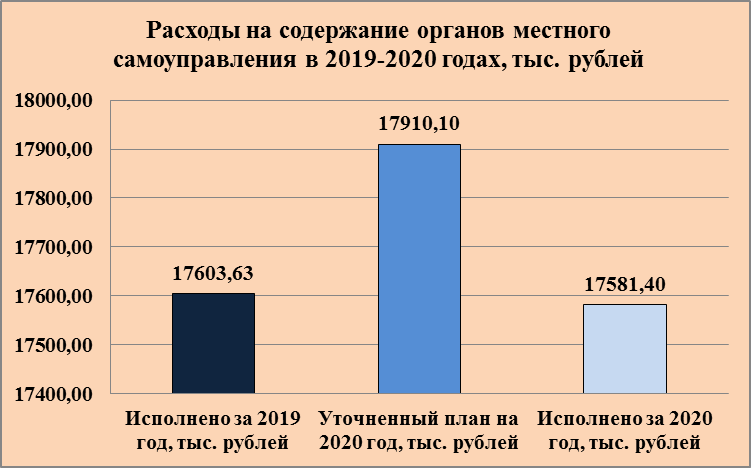 Расходы на содержание органов местного
самоуправления в 2019-2020 годах, тыс. рублей
18000,00
17900,00
17800,00
17700,00
17600,00
17500,00
17400,00
17603,63
17910,10
17581,40
Исполнено за 2019
год, тыс. рублей
Уточненный план на
2020 год, тыс. рублей
Исполнено за 2020
год, тыс. рублей